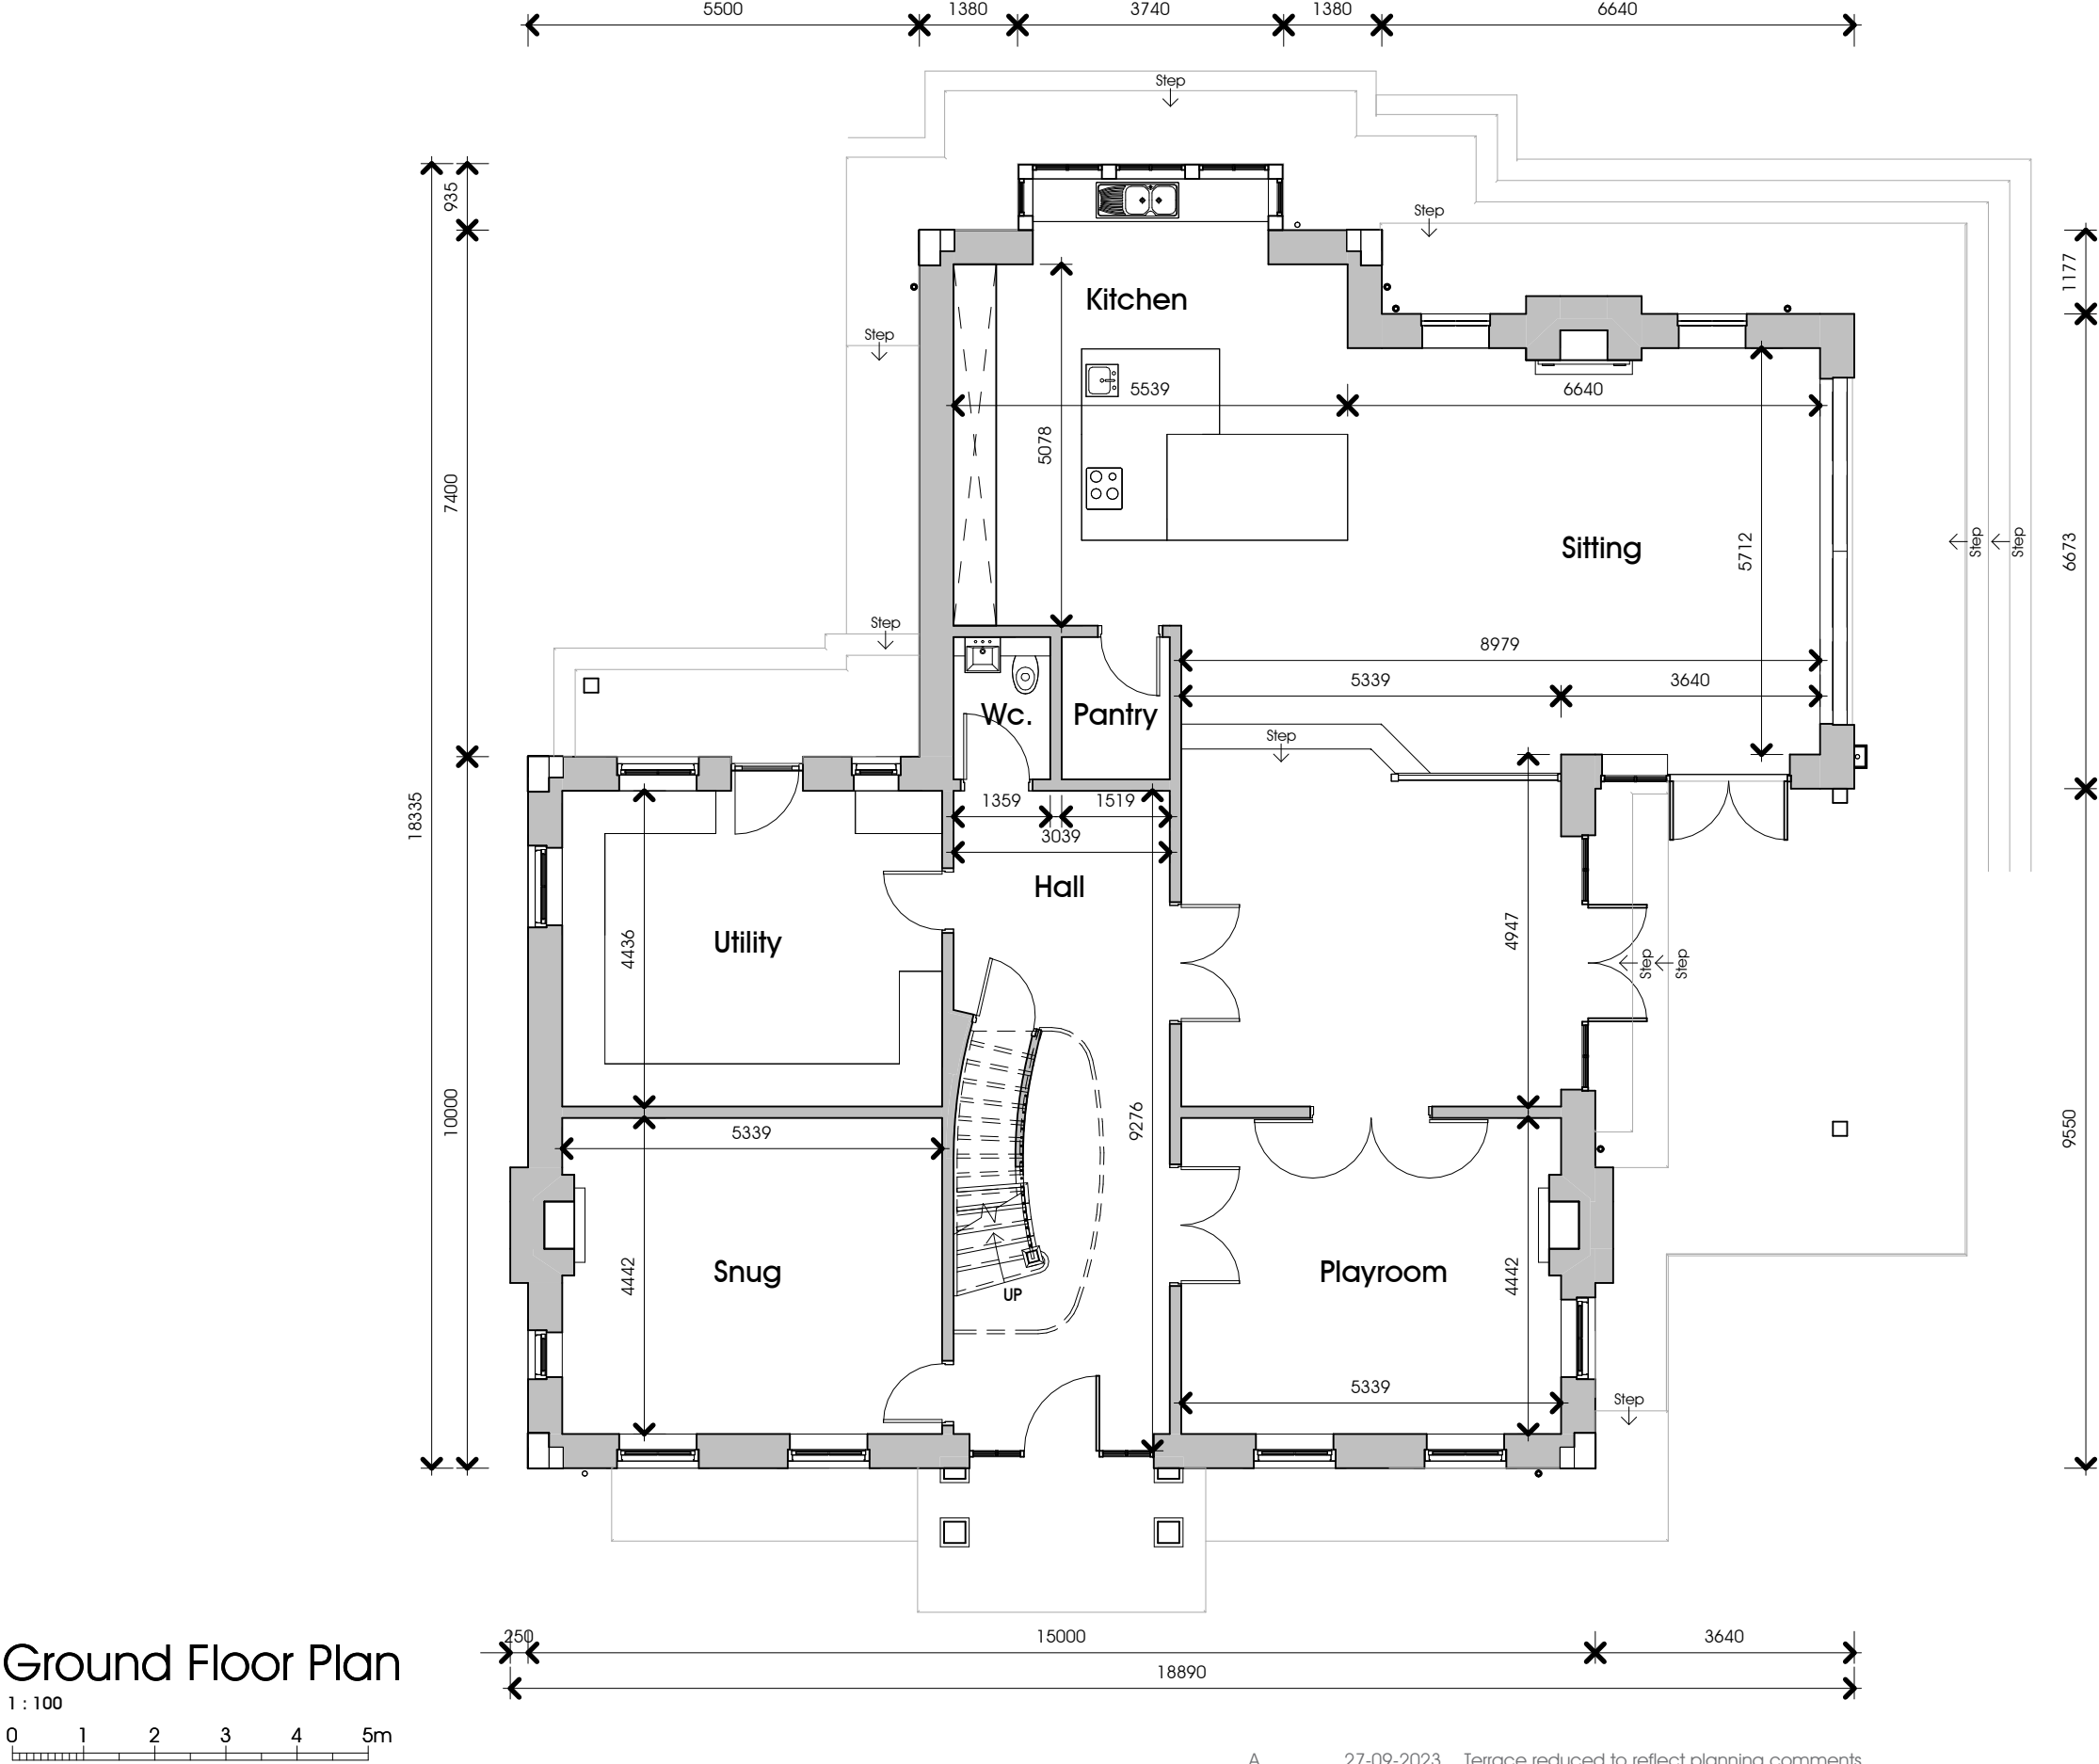 5500 1380 3740 1380 6640
Step
935
Step
1177
Kitchen
Step
5539 6640
5078
7400
Sitting
5712
Step
Step
6673
Step
8979
5339 3640
Wc. Pantry
Step
18335
1359 1519
3039
Hall
Utility
4436
4947
Step
Step
10000
9276
5339
9550
Snug
4442
UP
Playroom
4442
5339
Step
250 15000 3640
18890
Ground Floor Plan
1 : 100
0 1 2 3 4 5m
A 27-09-2023 Terrace reduced to reflect planning comments